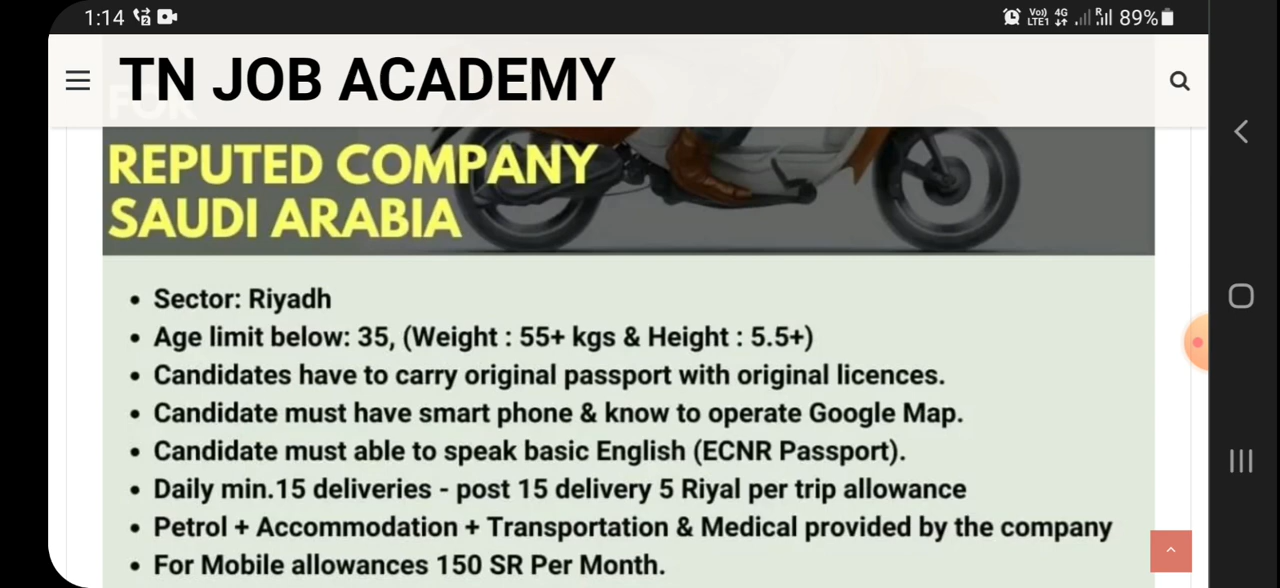 1:14 89%
Vo)) 4G R
LTE1
TN JOB ACADEMY
FOR
REPUTED COMPANY
SAUDI ARABIA
• Sector: Riyadh
• Age limit below: 35, (Weight : 55+ kgs & Height : 5.5+)
• Candidates have to carry original passport with original licences.
• Candidate must have smart phone & know to operate Google Map.
• Candidate must able to speak basic English (ECNR Passport).
• Daily min.15 deliveries - post 15 delivery 5 Riyal per trip allowance
• Petrol + Accommodation + Transportation & Medical provided by the company
• For Mobile allowances 150 SR Per Month.